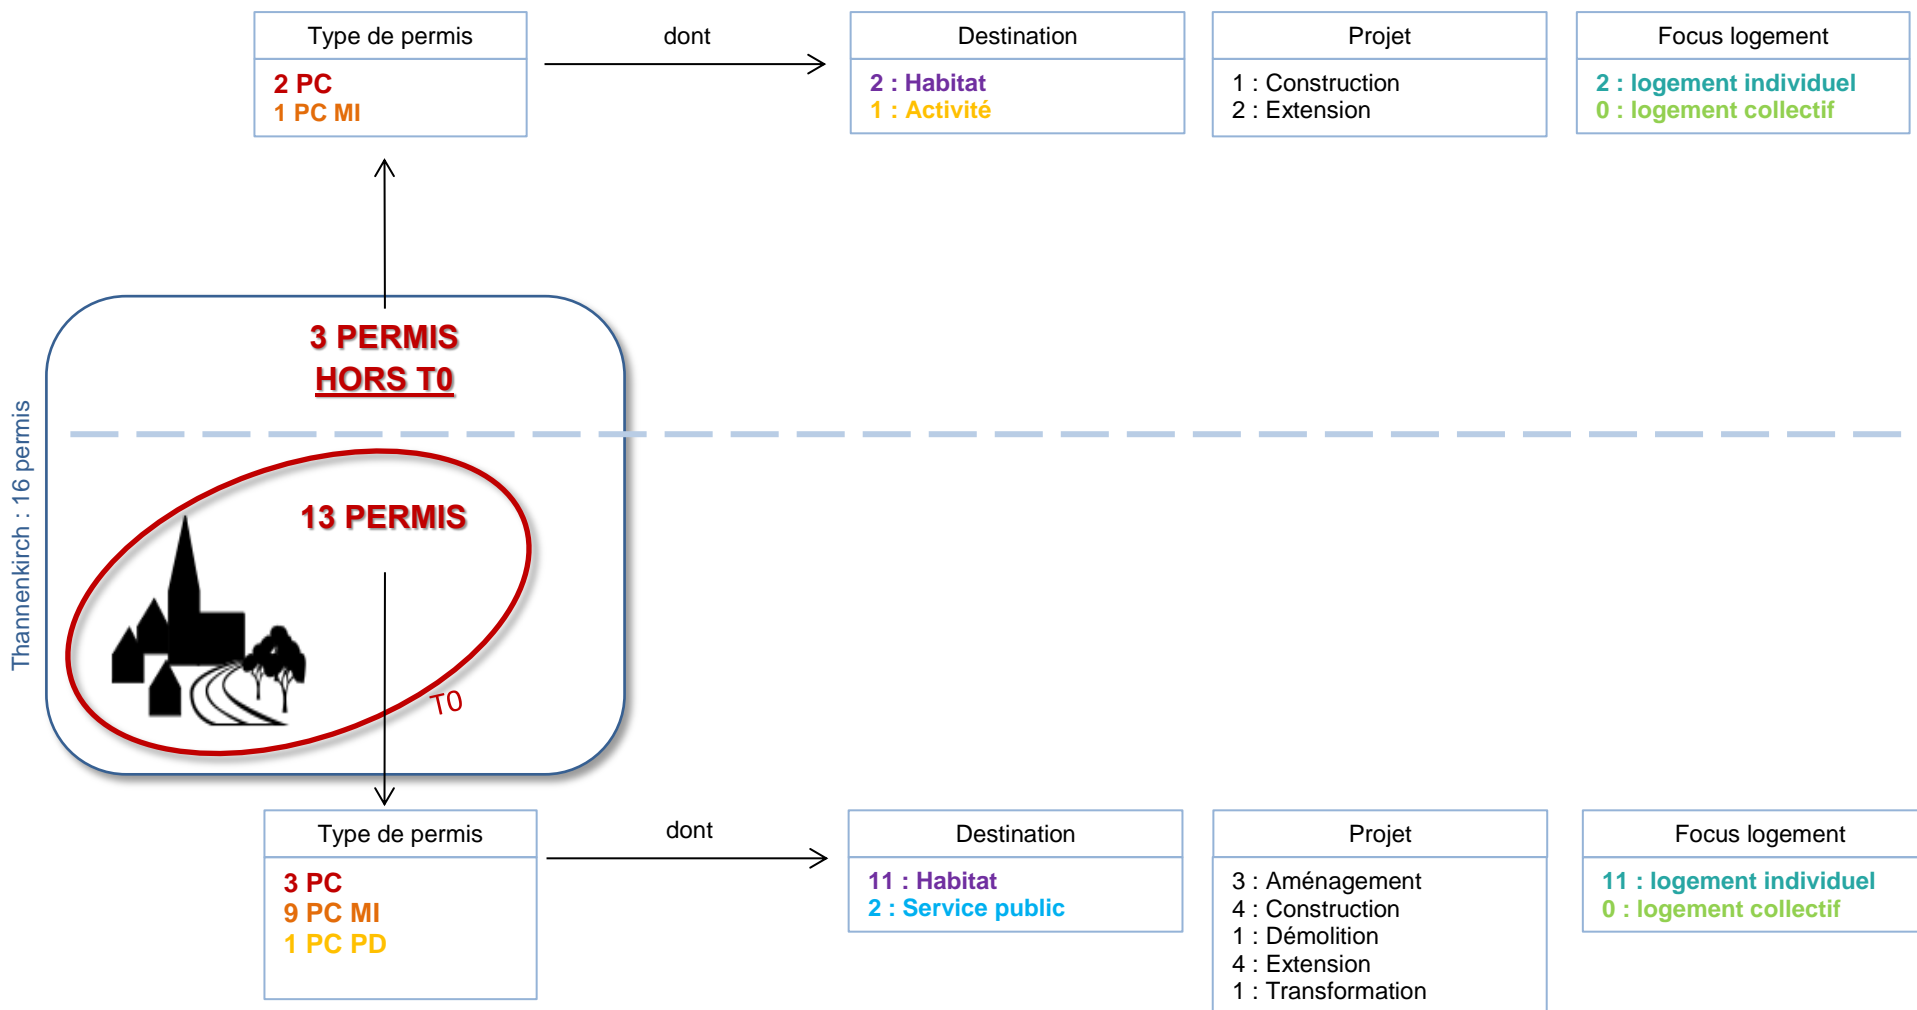 Type de permis
2 PC
1 PC MI
dont
Destination
2 : Habitat
1 : Activité
Projet
1 : Construction
2 : Extension
Focus logement
2 : logement individuel
0 : logement collectif
Thannenkirch : 16 permis
3 PERMIS
HORS T0
13 PERMIS
T0
Type de permis
3 PC
9 PC MI
1 PC PD
dont
Destination
11 : Habitat
2 : Service public
Projet
3 : Aménagement
4 : Construction
1 : Démolition
4 : Extension
1 : Transformation
Focus logement
11 : logement individuel
0 : logement collectif